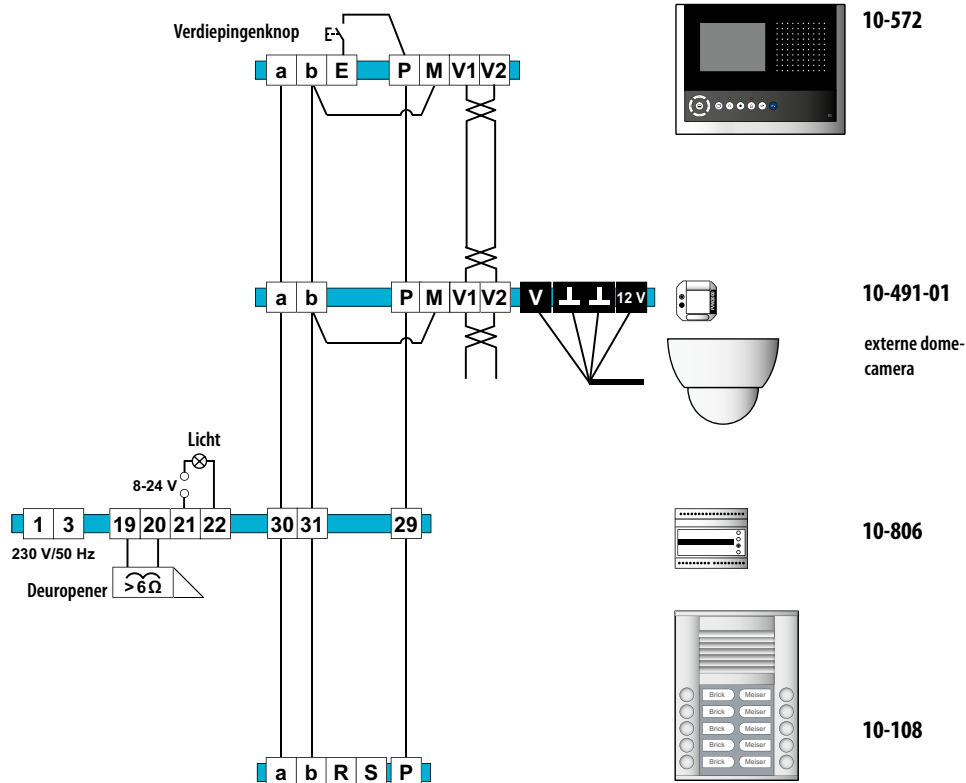 Verdiepingenknop
10-572
a b E P M V1 V2
a b P M V1 V2 V 12 V
10-491-01
externe dome-
camera
Licht
8-24 V
1 3 19 20 21 22 30 31 29
10-806
230 V/50 Hz
Deuropener >6Ω
Brick Meiser
Brick Meiser
Brick Meiser
Brick Meiser
Brick Meiser
10-108
a b R S P